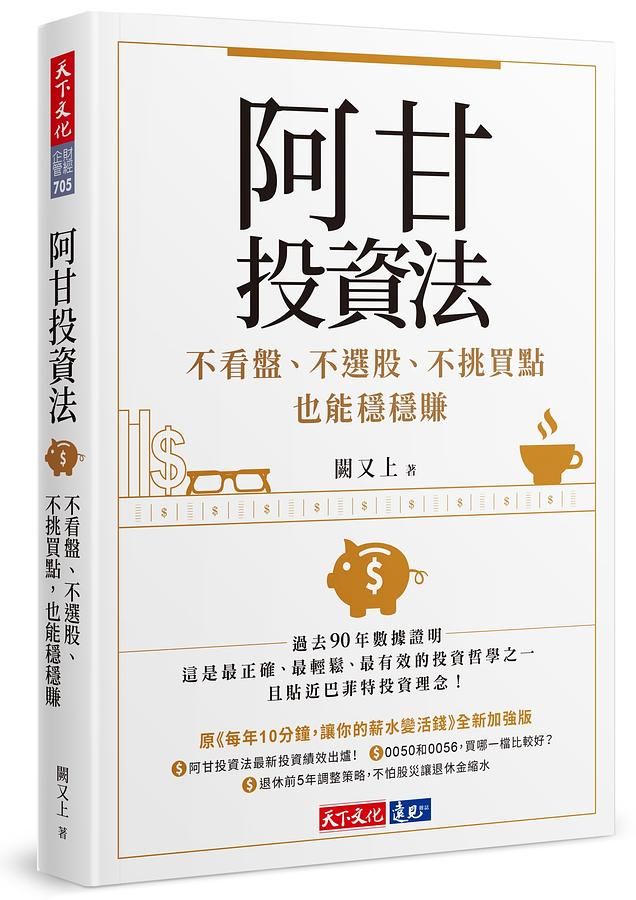 天下文化
財經
企管
705
阿甘投資法
不看盤、不選股、
不挑買點，也能穩穩賺
闕又上 著
阿甘
投資法
不看盤、不選股、不挑買點
也能穩穩賺
闕又上 著
過去90年數據證明
這是最正確、最輕鬆、最有效的投資哲學之一
且貼近巴菲特投資理念！
原《每年10分鐘，讓你的薪水變活錢》全新加強版
阿甘投資法最新投資績效出爐！ 0050和0056，買哪一檔比較好？
退休前5年調整策略，不怕股災讓退休金縮水
天下文化 遠見雜誌